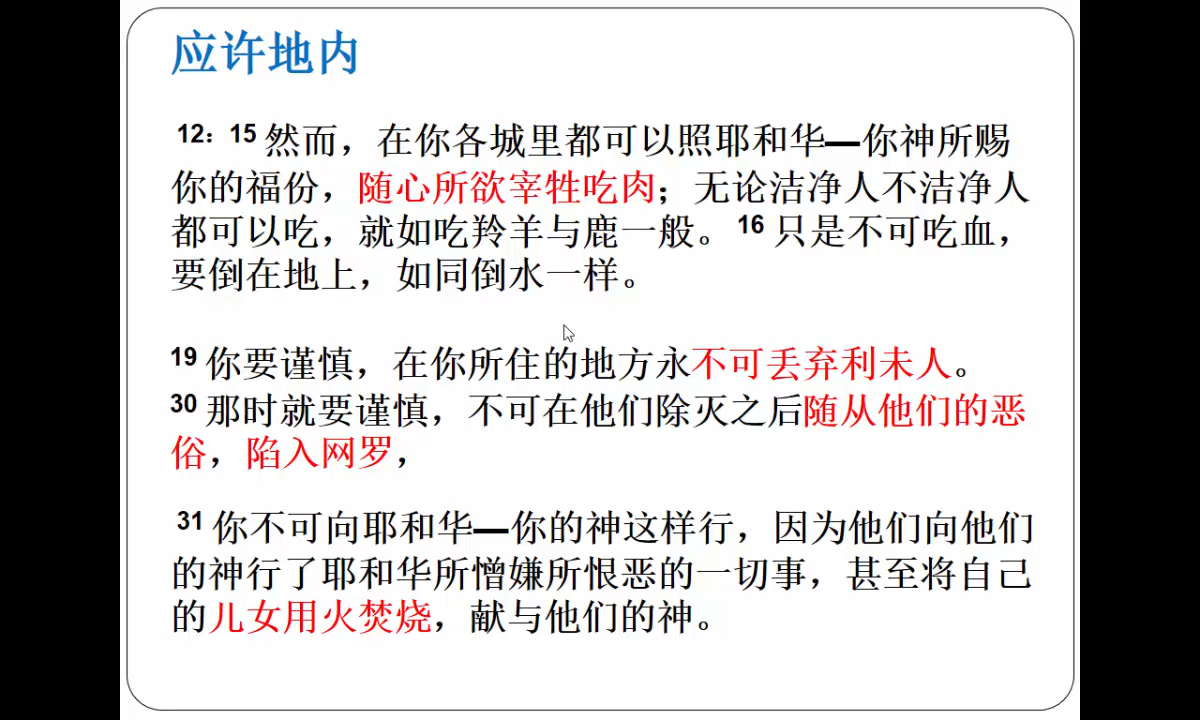 应许地内
12：15 然而，在你各城里都可以照耶和华—你神所赐
你的福份，随心所欲宰牲吃肉；无论洁净人不洁净人
都可以吃，就如吃羚羊与鹿一般。16 只是不可吃血，
要倒在地上，如同倒水一样。
19 你要谨慎，在你所住的地方永不可丢弃利未人。
30 那时就要谨慎，不可在他们除灭之后随从他们的恶
俗，陷入网罗，
31 你不可向耶和华—你的神这样行，因为他们向他们
的神行了耶和华所憎嫌所恨恶的一切事，甚至将自己
的儿女用火焚烧，献与他们的神。